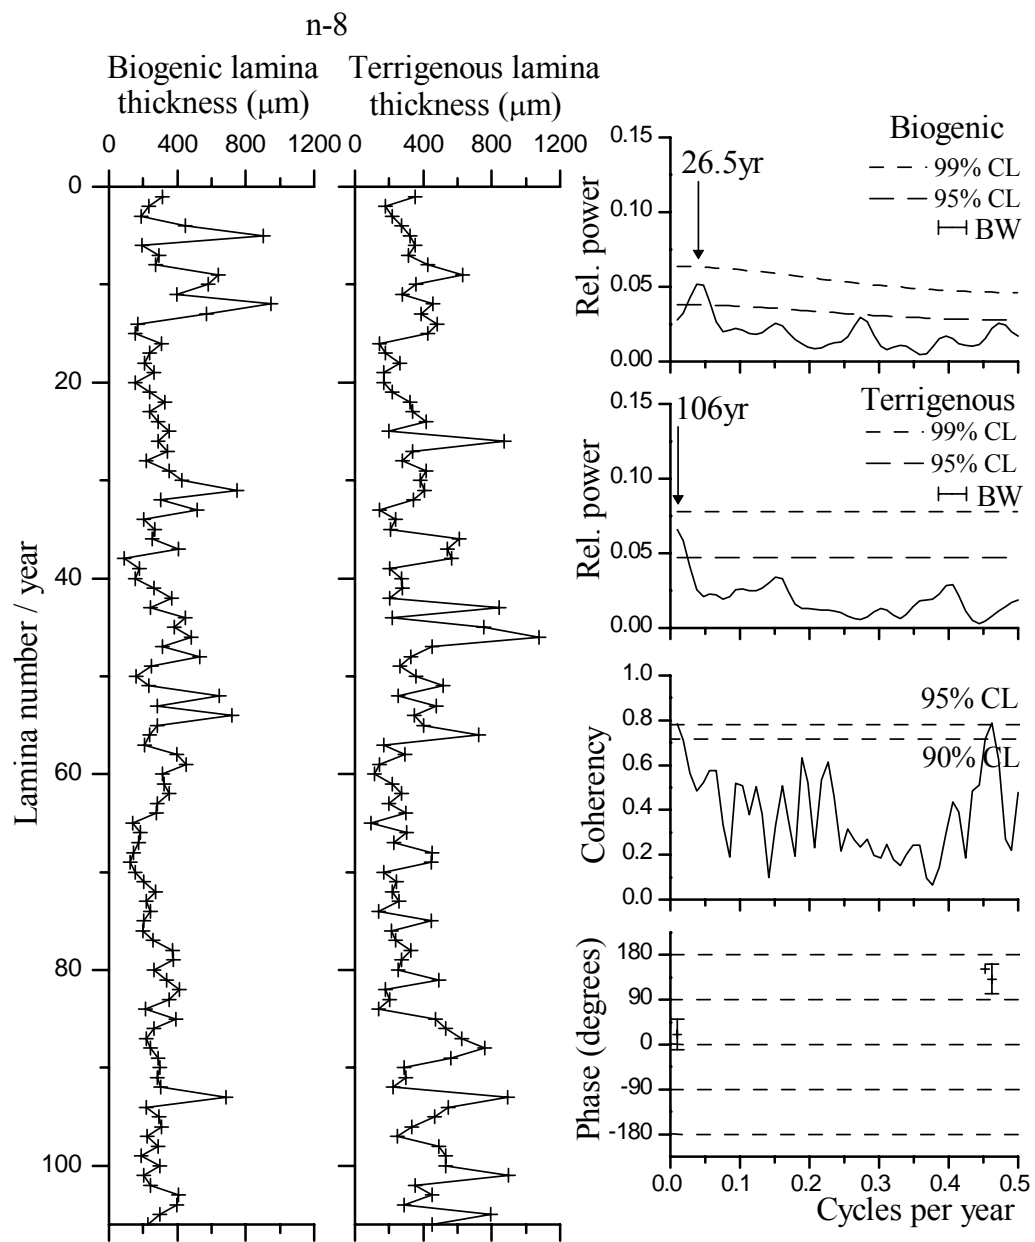 n-8
Biogenic lamina
thickness (μm)
Terrigenous lamina
thickness (μm)
0 400 800 1200
0 400 800 1200
0
20
40
60
80
100
Lamina number / year
0.15
0.10
0.05
0.00
Rel. power
26.5yr
Biogenic
99% CL
95% CL
BW
0.15
0.10
0.05
0.00
Rel. power
106yr
Terrigenous
99% CL
95% CL
BW
1.0
0.8
0.6
0.4
0.2
0.0
Coherency
95% CL
90% CL
180
90
0
-90
-180
Phase (degrees)
0.0 0.1 0.2 0.3 0.4 0.5
Cycles per year